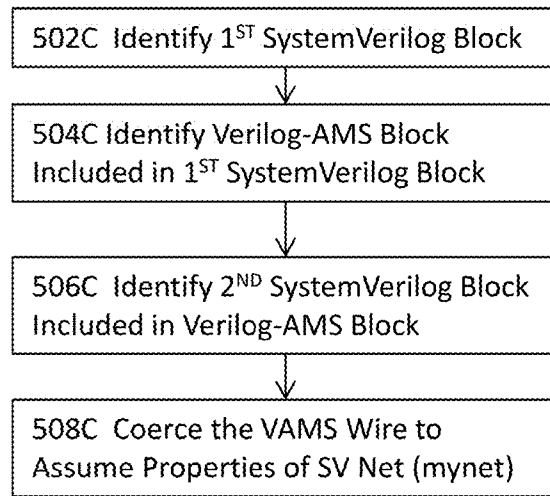 502C Identify 1ST SystemVerilog Block
504C Identify Verilog-AMS Block
Included in 1ST SystemVerilog Block
506C Identify 2ND SystemVerilog Block
Included in Verilog-AMS Block
508C Coerce the VAMS Wire to
Assume Properties of SV Net (mynet)